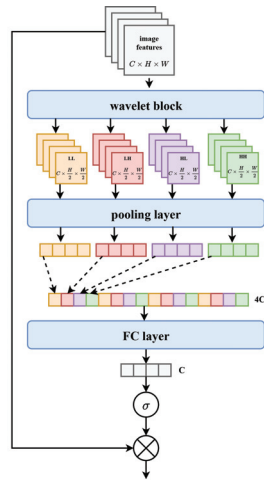 image
features
C × H × W
wavelet block
LL LH HL HH
C × H/2 × W/2 C × H/2 × W/2 C × H/2 × W/2 C × H/2 × W/2
pooling layer
4C
FC layer
C
σ